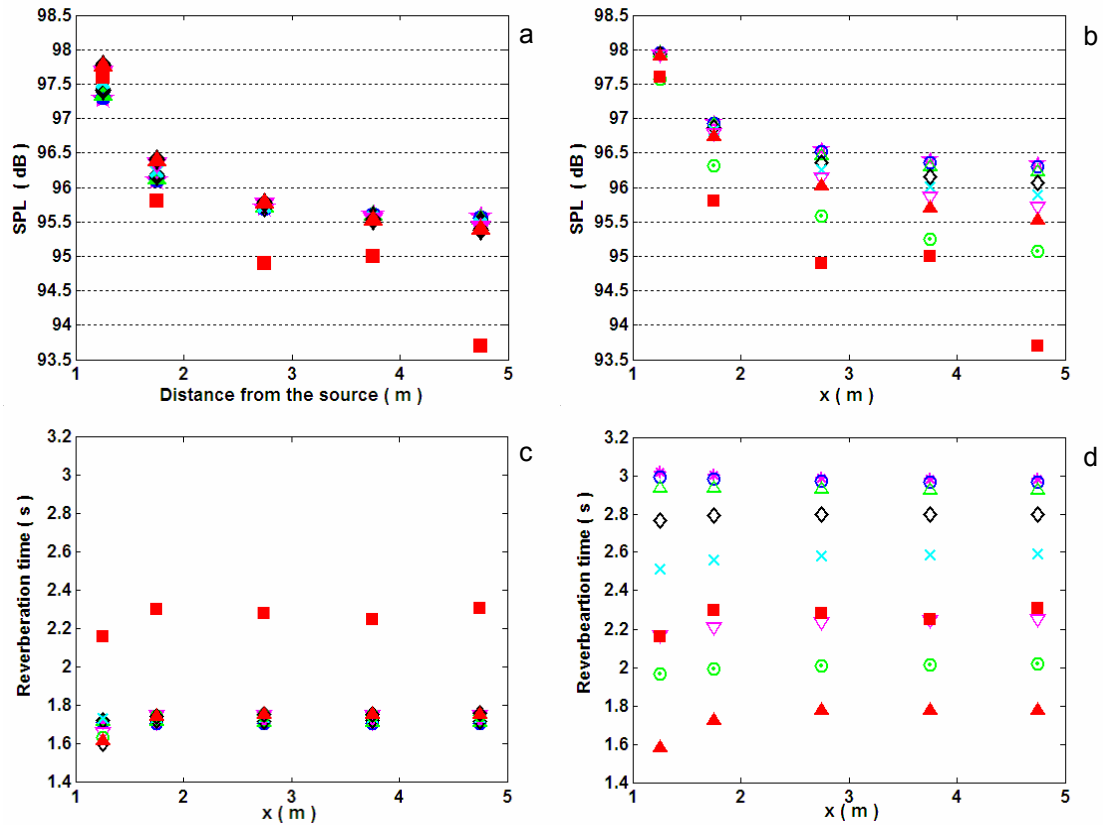 98.5
98
97.5
97
96.5
96
95.5
95
94.5
94
93.5
SPL ( dB )
a
1 2 3 4 5
Distance from the source ( m )
98.5
98
97.5
97
96.5
96
95.5
95
94.5
94
93.5
SPL ( dB )
b
1 2 3 4 5
x ( m )
3.2
3
2.8
2.6
2.4
2.2
2
1.8
1.6
1.4
Reverberation time ( s )
c
1 2 3 4 5
x ( m )
3.2
3
2.8
2.6
2.4
2.2
2
1.8
1.6
1.4
Reverbeartion time ( s )
d
1 2 3 4 5
x ( m )